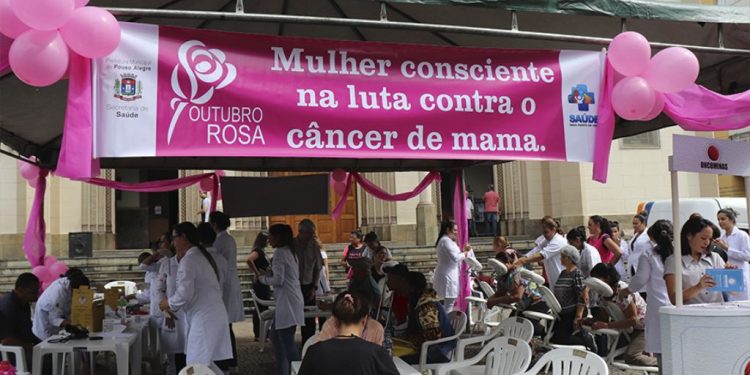 Prefeitura Municipal de
Pouso Alegre
Secretaria de
Saúde
OUTUBRO
ROSA
Mulher consciente
na luta contra o
câncer de mama.
SAÚDE
ONCOMINAS